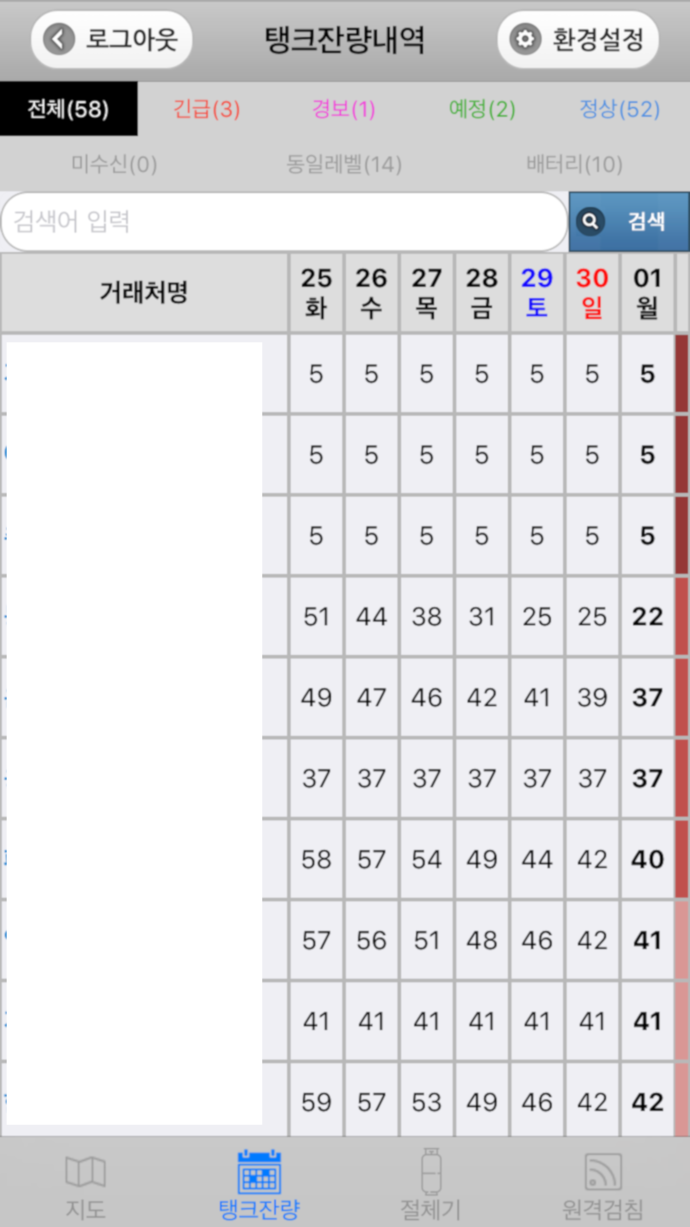 로그아웃 탱크잔량내역 환경설정
전체(58) 긴급(3) 경보(1) 예정(2) 정상(52)
미수신(0) 동일레벨(14) 배터리(10)
검색어 입력 검색
거래처명 25 26 27 28 29 30 01
화 수 목 금 토 일 월
5 5 5 5 5 5 5
5 5 5 5 5 5 5
5 5 5 5 5 5 5
51 44 38 31 25 25 22
49 47 46 42 41 39 37
37 37 37 37 37 37 37
58 57 54 49 44 42 40
57 56 51 48 46 42 41
41 41 41 41 41 41 41
59 57 53 49 46 42 42
지도 탱크잔량 절체기 원격검침